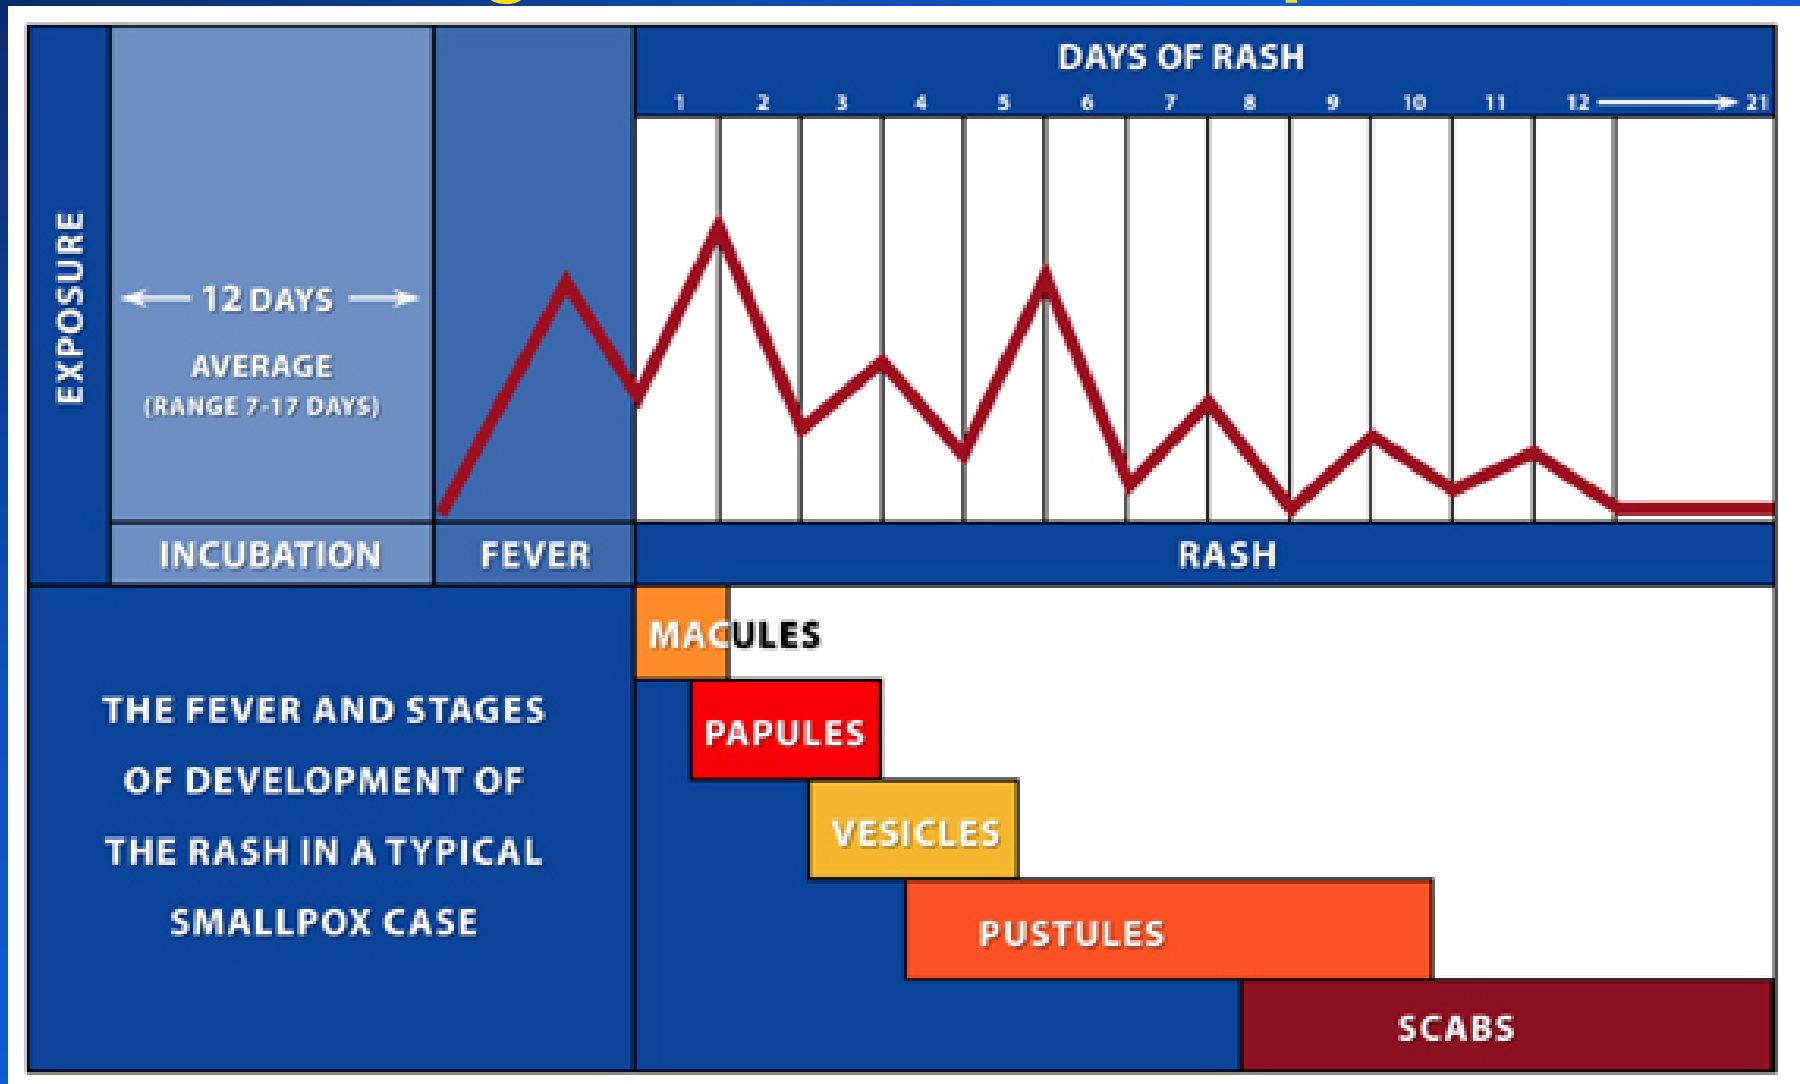 DAYS OF RASH
1 2 3 4 5 6 7 8 9 10 11 12 21
EXPOSURE
12 DAYS
AVERAGE
(RANGE 7-17 DAYS)
INCUBATION
FEVER
RASH
MACULES
PAPULES
VESICLES
PUSTULES
SCABS
THE FEVER AND STAGES
OF DEVELOPMENT OF
THE RASH IN A TYPICAL
SMALLPOX CASE